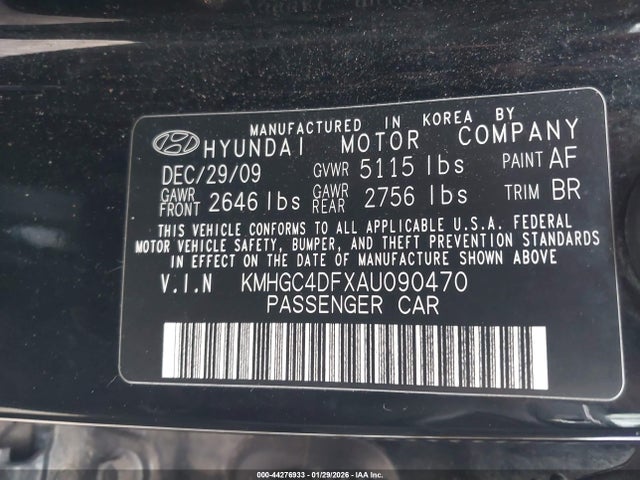 MANUFACTURED IN KOREA BY
HYUNDAI MOTOR COMPANY
DEC/29/09 GVWR 5115 lbs PAINT AF
GAWR FRONT 2646 lbs GAWR REAR 2756 lbs TRIM BR
THIS VEHICLE CONFORMS TO ALL APPLICABLE U.S.A. FEDERAL
MOTOR VEHICLE SAFETY, BUMPER, AND THEFT PREVENTION STANDARDS
IN EFFECT ON THE DATE OF MANUFACTURE SHOWN ABOVE.
V.I.N KMHGC4DFXAU090470
PASSENGER CAR
000-44276933 - 01/29/2026 - IAA Inc.